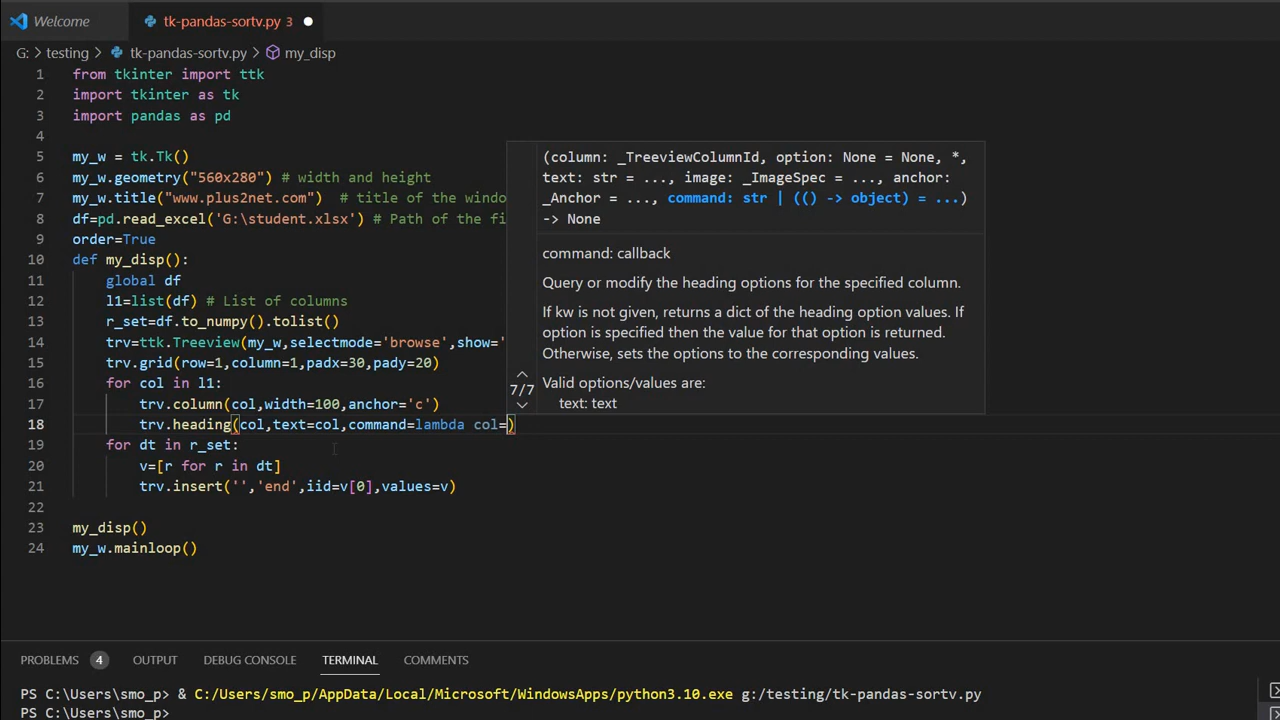 Welcome
tk-pandas-sortv.py 3
G: > testing > tk-pandas-sortv.py > my_disp
1 from tkinter import ttk
2 import tkinter as tk
3 import pandas as pd
4
5 my_w = tk.Tk()
6 my_w.geometry("560x280") # width and height
7 my_w.title("www.plus2net.com")  # title of the windo
8 df=pd.read_excel('G:\student.xlsx') # Path of the fi
9 order=True
10 def my_disp():
11     global df
12     l1=list(df) # List of columns
13     r_set=df.to_numpy().tolist()
14     trv=ttk.Treeview(my_w,selectmode='browse',show='
15     trv.grid(row=1,column=1,padx=30,pady=20)
16     for col in l1:
17         trv.column(col,width=100,anchor='c')
18         trv.heading(col,text=col,command=lambda col=)
19     for dt in r_set:
20         v=[r for r in dt]
21         trv.insert('','end',iid=v[0],values=v)
22
23 my_disp()
24 my_w.mainloop()
(column: _TreeviewColumnId, option: None = None, *,
text: str = ..., image: _ImageSpec = ..., anchor:
_Anchor = ..., command: str | (() -> object) = ...)
-> None
command: callback
Query or modify the heading options for the specified column.
If kw is not given, returns a dict of the heading option values. If
option is specified then the value for that option is returned.
Otherwise, sets the options to the corresponding values.
7/7
Valid options/values are:
text: text
PROBLEMS 4 OUTPUT DEBUG CONSOLE TERMINAL COMMENTS
PS C:\Users\smo_p> & C:/Users/smo_p/AppData/Local/Microsoft/WindowsApps/python3.10.exe g:/testing/tk-pandas-sortv.py
PS C:\Users\smo_p>